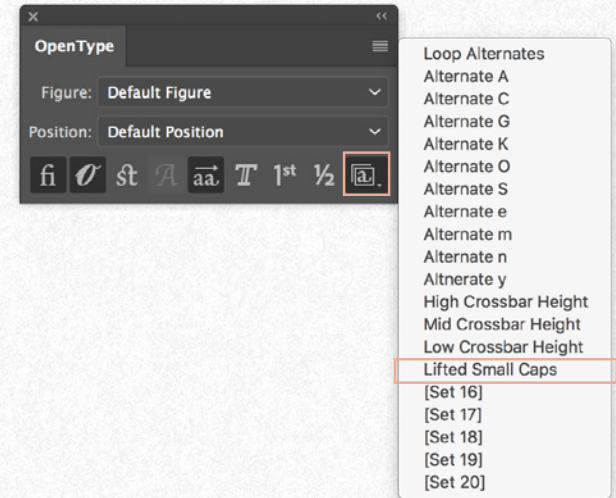 OpenType
Figure: Default Figure
Position: Default Position
fi O st A aa T 1st ½ a
Loop Alternates
Alternate A
Alternate C
Alternate G
Alternate K
Alternate O
Alternate S
Alternate e
Alternate m
Alternate n
Altnerate y
High Crossbar Height
Mid Crossbar Height
Low Crossbar Height
Lifted Small Caps
[Set 16]
[Set 17]
[Set 18]
[Set 19]
[Set 20]